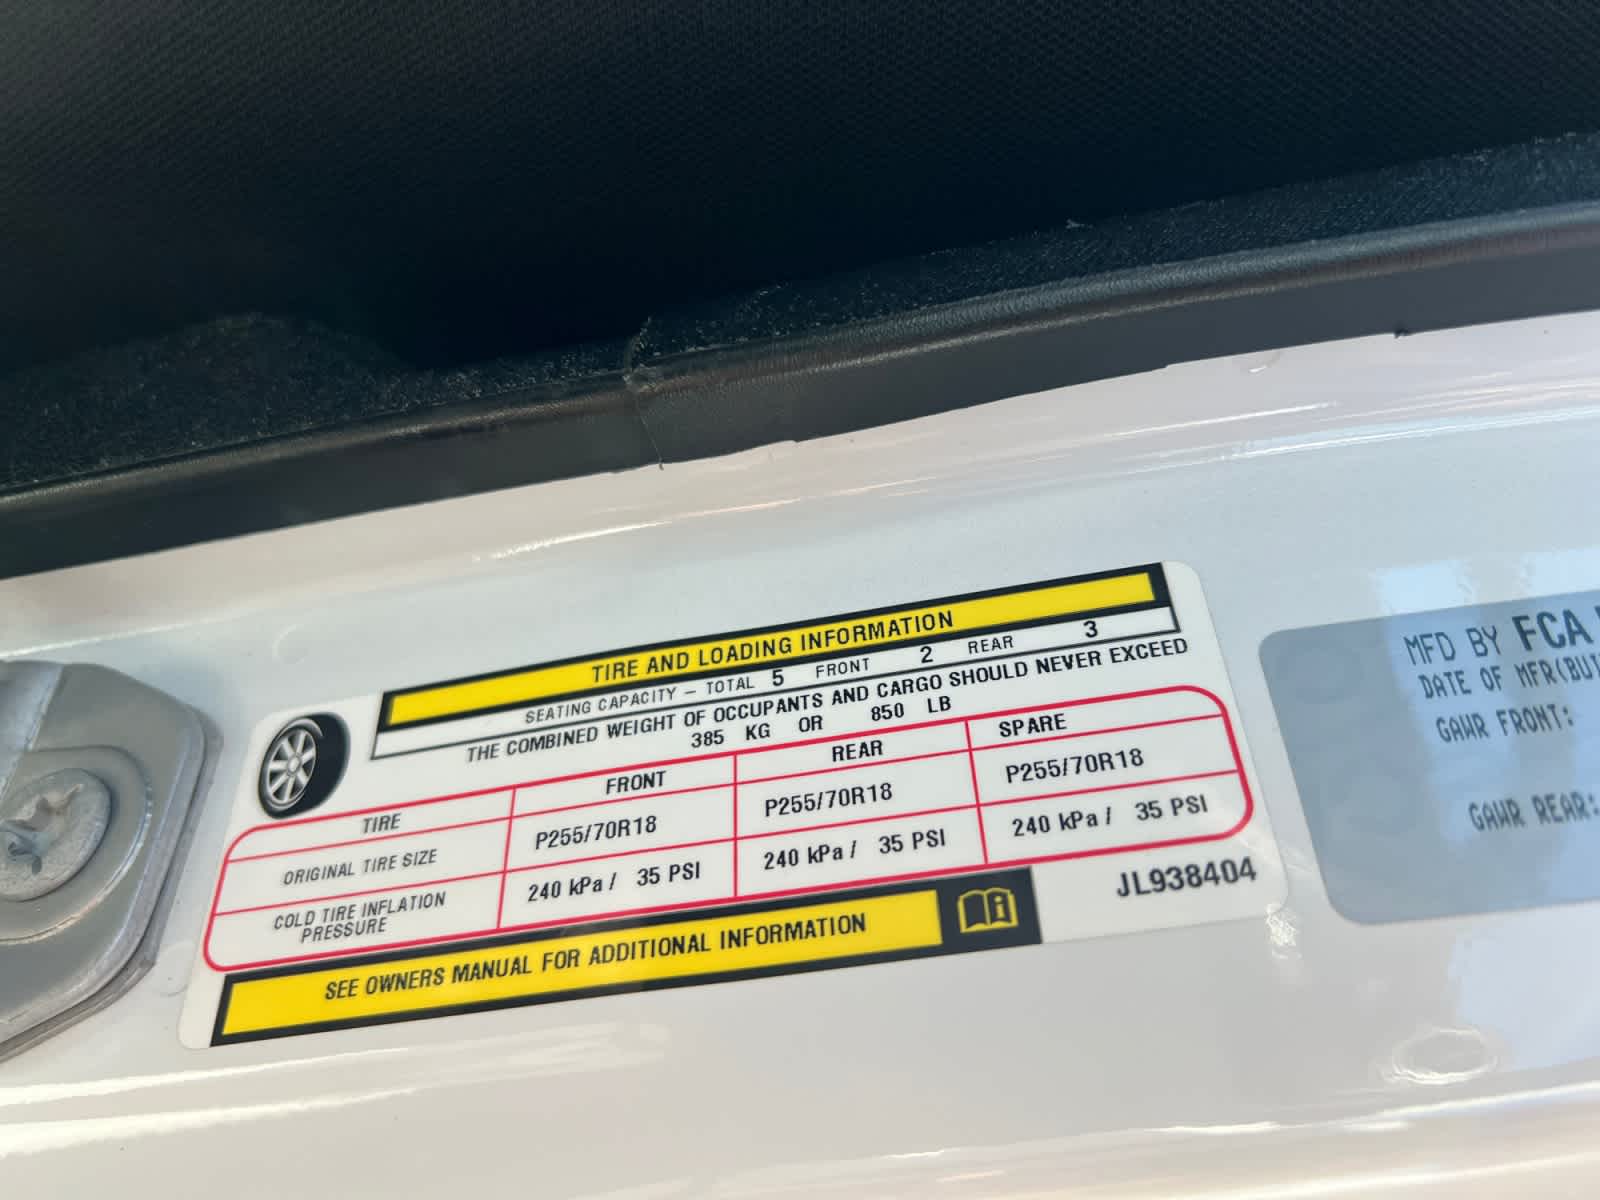 TIRE AND LOADING INFORMATION
SEATING CAPACITY – TOTAL 5 FRONT 2 REAR 3
THE COMBINED WEIGHT OF OCCUPANTS AND CARGO SHOULD NEVER EXCEED
385 KG OR 850 LB
TIRE FRONT REAR SPARE
ORIGINAL TIRE SIZE P255/70R18 P255/70R18 P255/70R18
COLD TIRE INFLATION
PRESSURE 240 kPa / 35 PSI 240 kPa / 35 PSI 240 kPa / 35 PSI
SEE OWNERS MANUAL FOR ADDITIONAL INFORMATION
JL938404
MFD BY FCA
DATE OF MFR(BUI
GAWR FRONT:
GAWR REAR: